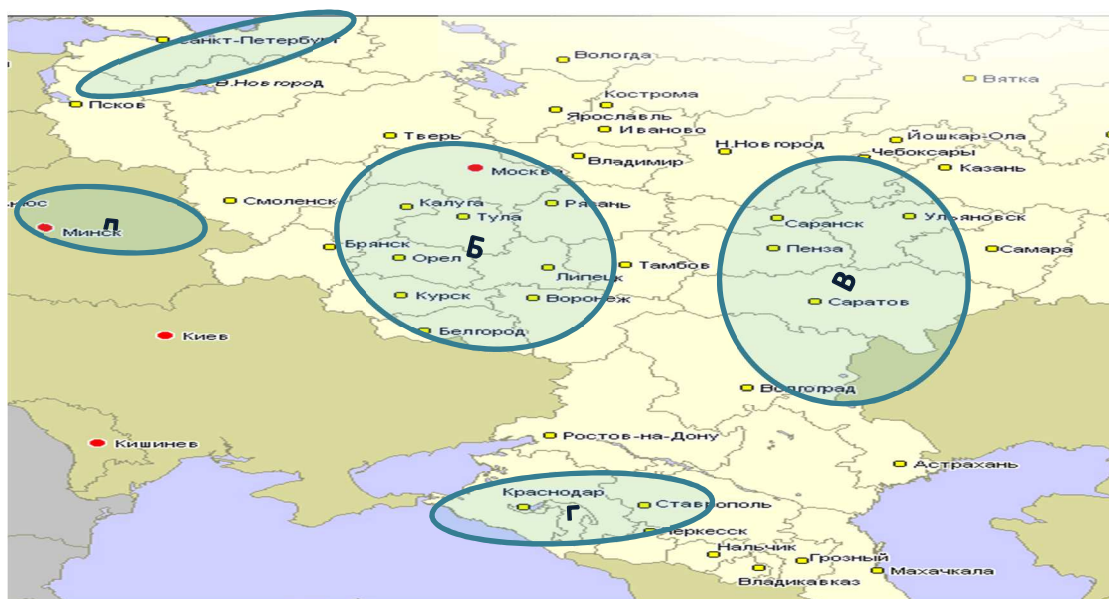 Санкт-Петербург
В.Новгород
Псков
Вологда
Вятка
Кострома
Ярославль
Иваново
Тверь
Н.Новгород
Йошкар-Ола
Чебоксары
Казань
Владимир
Москва
Смоленск
Калуга
Тула
Рязань
Саранск
Ульяновск
Минск
П
Брянск
Б
Орел
Липецк
Тамбов
Пенза
Самара
В
Курск
Воронеж
Саратов
Белгород
Киев
Волгоград
Кишинев
Ростов-на-Дону
Астрахань
Краснодар
Г
Ставрополь
Черкесск
Нальчик
Грозный
Владикавказ
Махачкала